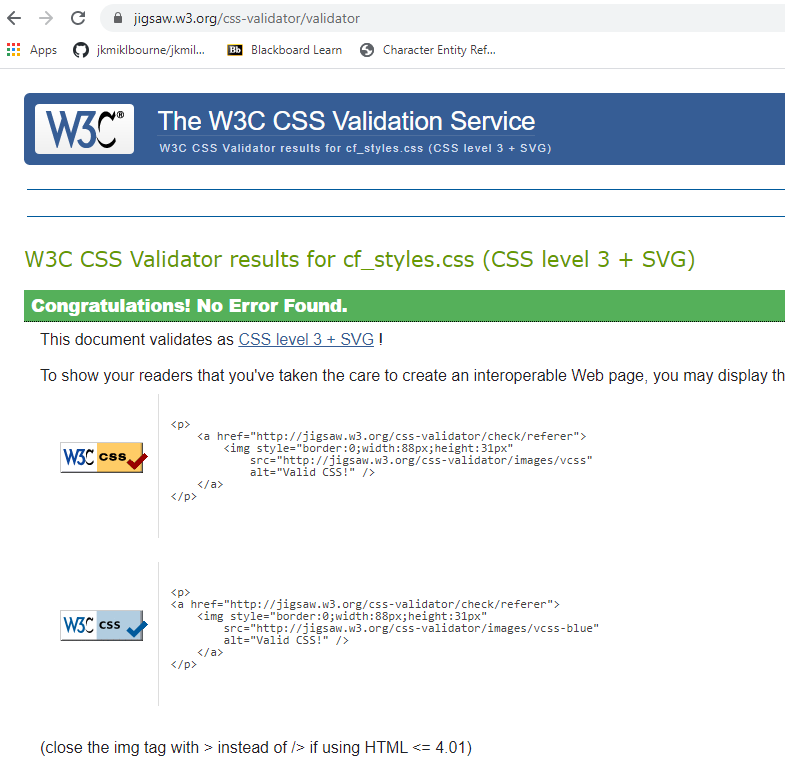 jigsaw.w3.org/css-validator/validator
Apps jkmiklbourne/jkmil... Bb Blackboard Learn Character Entity Ref...
W3C® The W3C CSS Validation Service
W3C CSS Validator results for cf_styles.css (CSS level 3 + SVG)
W3C CSS Validator results for cf_styles.css (CSS level 3 + SVG)
Congratulations! No Error Found.
This document validates as CSS level 3 + SVG !
To show your readers that you've taken the care to create an interoperable Web page, you may display th
W3C css
<p>
<a href="http://jigsaw.w3.org/css-validator/check/referer">
<img style="border:0;width:88px;height:31px"
src="http://jigsaw.w3.org/css-validator/images/vcss"
alt="Valid CSS!" />
</a>
</p>
W3C css
<p>
<a href="http://jigsaw.w3.org/css-validator/check/referer">
<img style="border:0;width:88px;height:31px"
src="http://jigsaw.w3.org/css-validator/images/vcss-blue"
alt="Valid CSS!" />
</a>
</p>
(close the img tag with > instead of /> if using HTML <= 4.01)